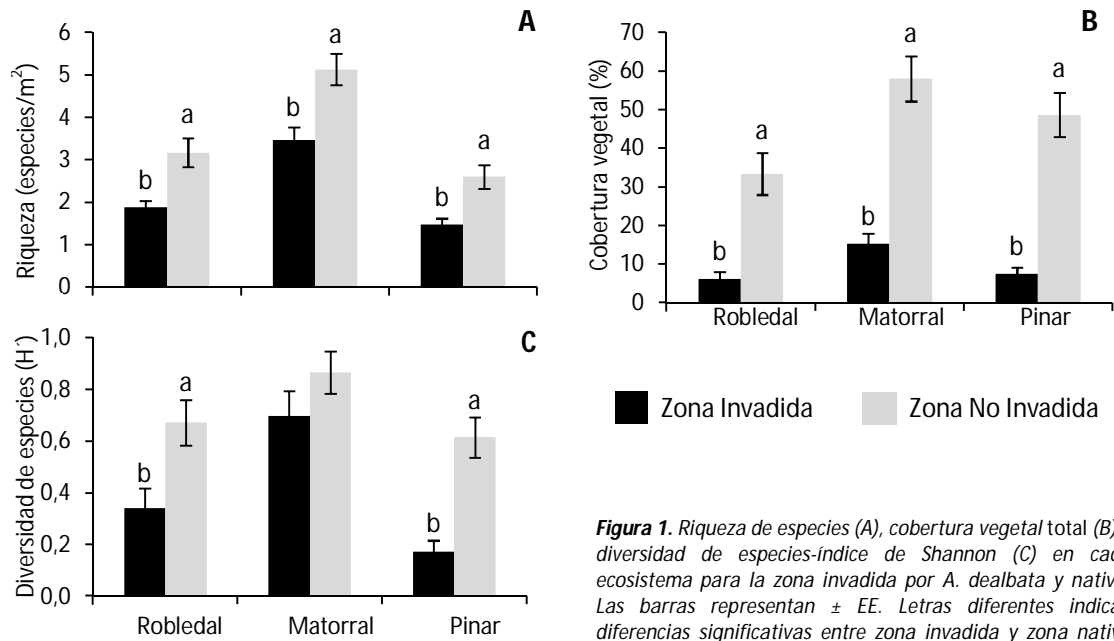 A
Riqueza (especies/m²)
6
5
4
3
2
1
0
b
a
b
a
b
a
B
Cobertura vegetal (%)
70
60
50
40
30
20
10
0
b
a
b
a
b
a
Robledal Matorral Pinar
C
Diversidad de especies (H´)
1,0
0,8
0,6
0,4
0,2
0,0
b
a
b
a
Robledal Matorral Pinar
Zona Invadida Zona No Invadida
Figura 1. Riqueza de especies (A), cobertura vegetal total (B)
diversidad de especies-índice de Shannon (C) en cad
ecosistema para la zona invadida por A. dealbata y nativ
Las barras representan ± EE. Letras diferentes indica
diferencias significativas entre zona invadida y zona nativ